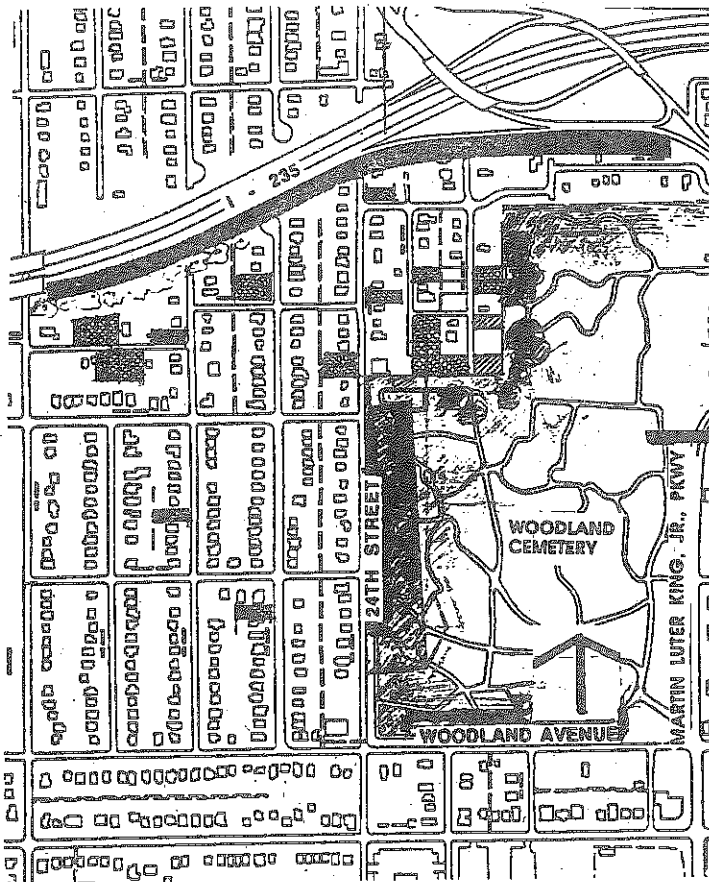 I - 235
24TH STREET
WOODLAND
CEMETERY
MARTIN LUTER KING JR., PKWY
WOODLAND AVENUE